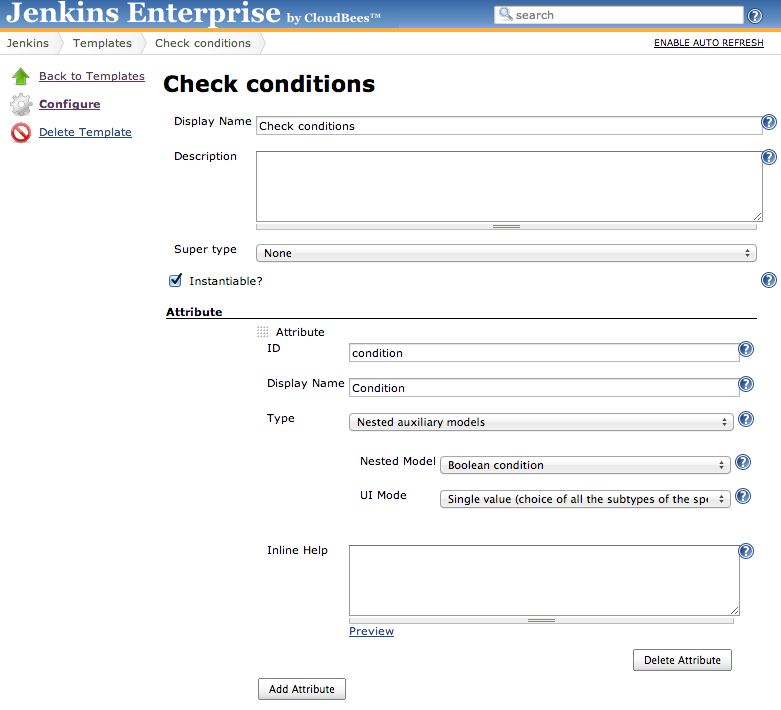 Jenkins Enterprise by CloudBees™
search
Jenkins Templates Check conditions
ENABLE AUTO REFRESH
Back to Templates
Configure
Delete Template
Check conditions
Display Name Check conditions
Description
Super type None
Instantiable?
Attribute
Attribute
ID condition
Display Name Condition
Type Nested auxiliary models
Nested Model Boolean condition
UI Mode Single value (choice of all the subtypes of the spe
Inline Help
Preview
Delete Attribute
Add Attribute